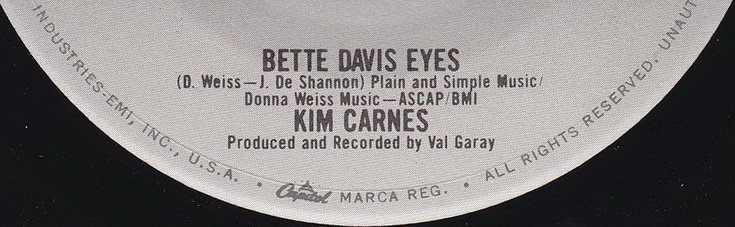 BETTE DAVIS EYES
(D. Weiss—J. De Shannon) Plain and Simple Music/
Donna Weiss Music—ASCAP/BMI
KIM CARNES
Produced and Recorded by Val Garay
INDUSTRIES-EMI, INC., U.S.A. • Capitol MARCA REG. • ALL RIGHTS RESERVED. UNAUT